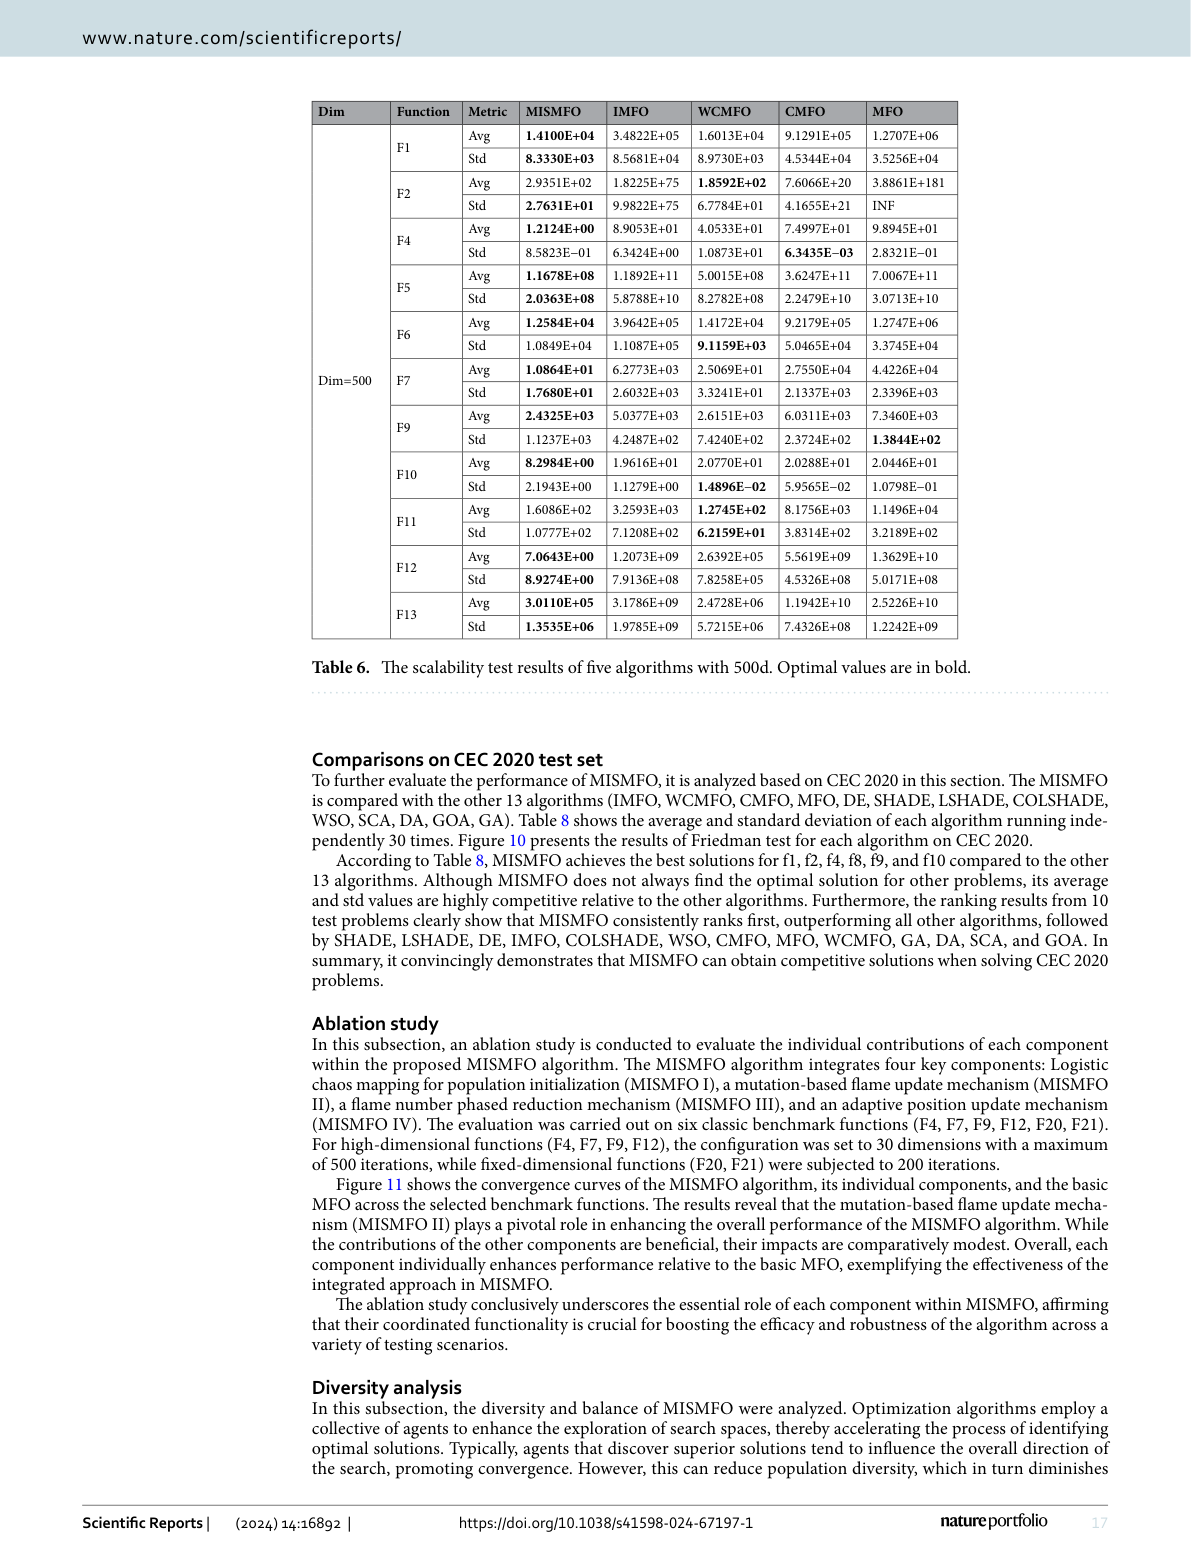 www.nature.com/scientificreports/
Dim Function Metric MISMFO IMFO WCMFO CMFO MFO
Dim=500
F1 Avg 1.4100E+04 3.4822E+05 1.6013E+04 9.1291E+05 1.2707E+06
Std 8.3330E+03 8.5681E+04 8.9730E+03 4.5344E+04 3.5256E+04
F2 Avg 2.9351E+02 1.8225E+75 1.8592E+02 7.6066E+20 3.8861E+181
Std 2.7631E+01 9.9822E+75 6.7784E+01 4.1655E+21 INF
F4 Avg 1.2124E+00 8.9053E+01 4.0533E+01 7.4997E+01 9.8945E+01
Std 8.5823E−01 6.3424E+00 1.0873E+01 6.3435E−03 2.8321E−01
F5 Avg 1.1678E+08 1.1892E+11 5.0015E+08 3.6247E+11 7.0067E+11
Std 2.0363E+08 5.8788E+10 8.2782E+08 2.2479E+10 3.0713E+10
F6 Avg 1.2584E+04 3.9642E+05 1.4172E+04 9.2179E+05 1.2747E+06
Std 1.0849E+04 1.1087E+05 9.1159E+03 5.0465E+04 3.3745E+04
F7 Avg 1.0864E+01 6.2773E+03 2.5069E+01 2.7550E+04 4.4226E+04
Std 1.7680E+01 2.6032E+03 3.3241E+01 2.1337E+03 2.3396E+03
F9 Avg 2.4325E+03 5.0377E+03 2.6151E+03 6.0311E+03 7.3460E+03
Std 1.1237E+03 4.2487E+02 7.4240E+02 2.3724E+02 1.3844E+02
F10 Avg 8.2984E+00 1.9616E+01 2.0770E+01 2.0288E+01 2.0446E+01
Std 2.1943E+00 1.1279E+00 1.4896E−02 5.9565E−02 1.0798E−01
F11 Avg 1.6086E+02 3.2593E+03 1.2745E+02 8.1756E+03 1.1496E+04
Std 1.0777E+02 7.1208E+02 6.2159E+01 3.8314E+02 3.2189E+02
F12 Avg 7.0643E+00 1.2073E+09 2.6392E+05 5.5619E+09 1.3629E+10
Std 8.9274E+00 7.9136E+08 7.8258E+05 4.5326E+08 5.0171E+08
F13 Avg 3.0110E+05 3.1786E+09 2.4728E+06 1.1942E+10 2.5226E+10
Std 1.3535E+06 1.9785E+09 5.7215E+06 7.4326E+08 1.2242E+09
Table 6. The scalability test results of five algorithms with 500d. Optimal values are in bold.
Comparisons on CEC 2020 test set
To further evaluate the performance of MISMFO, it is analyzed based on CEC 2020 in this section. The MISMFO
is compared with the other 13 algorithms (IMFO, WCMFO, CMFO, MFO, DE, SHADE, LSHADE, COLSHADE,
WSO, SCA, DA, GOA, GA). Table 8 shows the average and standard deviation of each algorithm running inde-
pendently 30 times. Figure 10 presents the results of Friedman test for each algorithm on CEC 2020.
According to Table 8, MISMFO achieves the best solutions for f1, f2, f4, f8, f9, and f10 compared to the other
13 algorithms. Although MISMFO does not always find the optimal solution for other problems, its average
and std values are highly competitive relative to the other algorithms. Furthermore, the ranking results from 10
test problems clearly show that MISMFO consistently ranks first, outperforming all other algorithms, followed
by SHADE, LSHADE, DE, IMFO, COLSHADE, WSO, CMFO, MFO, WCMFO, GA, DA, SCA, and GOA. In
summary, it convincingly demonstrates that MISMFO can obtain competitive solutions when solving CEC 2020
problems.
Ablation study
In this subsection, an ablation study is conducted to evaluate the individual contributions of each component
within the proposed MISMFO algorithm. The MISMFO algorithm integrates four key components: Logistic
chaos mapping for population initialization (MISMFO I), a mutation-based flame update mechanism (MISMFO
II), a flame number phased reduction mechanism (MISMFO III), and an adaptive position update mechanism
(MISMFO IV). The evaluation was carried out on six classic benchmark functions (F4, F7, F9, F12, F20, F21).
For high-dimensional functions (F4, F7, F9, F12), the configuration was set to 30 dimensions with a maximum
of 500 iterations, while fixed-dimensional functions (F20, F21) were subjected to 200 iterations.
Figure 11 shows the convergence curves of the MISMFO algorithm, its individual components, and the basic
MFO across the selected benchmark functions. The results reveal that the mutation-based flame update mecha-
nism (MISMFO II) plays a pivotal role in enhancing the overall performance of the MISMFO algorithm. While
the contributions of the other components are beneficial, their impacts are comparatively modest. Overall, each
component individually enhances performance relative to the basic MFO, exemplifying the effectiveness of the
integrated approach in MISMFO.
The ablation study conclusively underscores the essential role of each component within MISMFO, affirming
that their coordinated functionality is crucial for boosting the efficacy and robustness of the algorithm across a
variety of testing scenarios.
Diversity analysis
In this subsection, the diversity and balance of MISMFO were analyzed. Optimization algorithms employ a
collective of agents to enhance the exploration of search spaces, thereby accelerating the process of identifying
optimal solutions. Typically, agents that discover superior solutions tend to influence the overall direction of
the search, promoting convergence. However, this can reduce population diversity, which in turn diminishes
Scientific Reports | (2024) 14:16892 | https://doi.org/10.1038/s41598-024-67197-1 nature portfolio 17